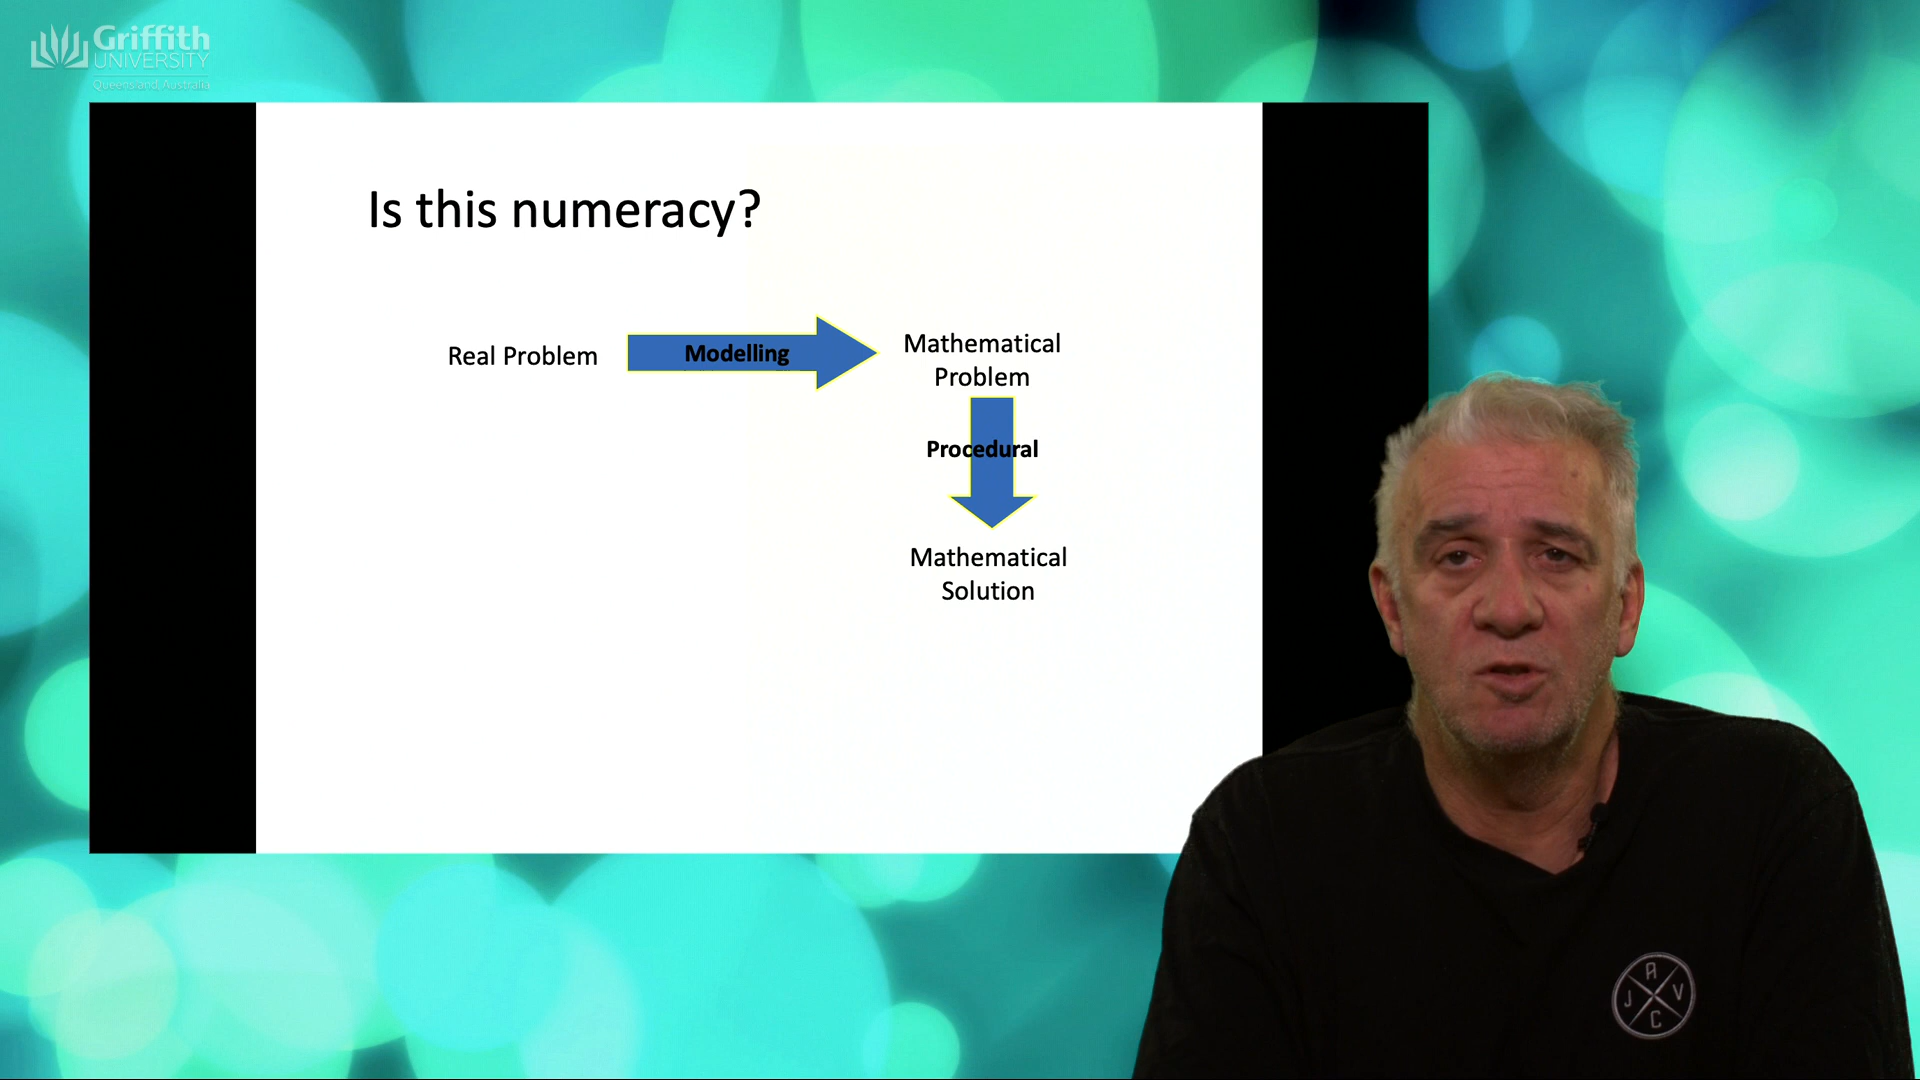 Griffith
UNIVERSITY
Queensland, Australia
Is this numeracy?
Real Problem
Modelling
Mathematical
Problem
Procedural
Mathematical
Solution
A
J V
C